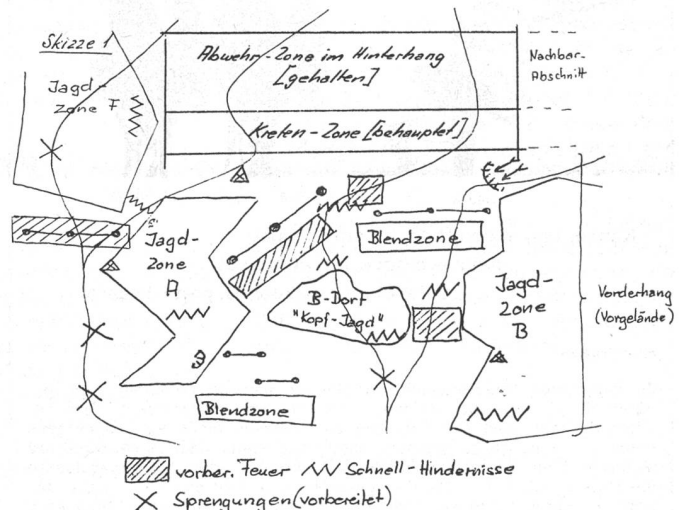 Skizze 1
Abwehr-Zone im Hinterhang
[gehalten]
Nachbar-
Abschnitt
Jagd-
Zone F
Kreten-Zone [behauptet]
Jagd-
Zone
A
Blendzone
B-Dorf
"Kopf-Jagd"
Jagd-
Zone
B
Vorderhang
(Vorgelände)
Blendzone
vorber. Feuer
Schnell-Hindernisse
Sprengungen (vorbereitet)